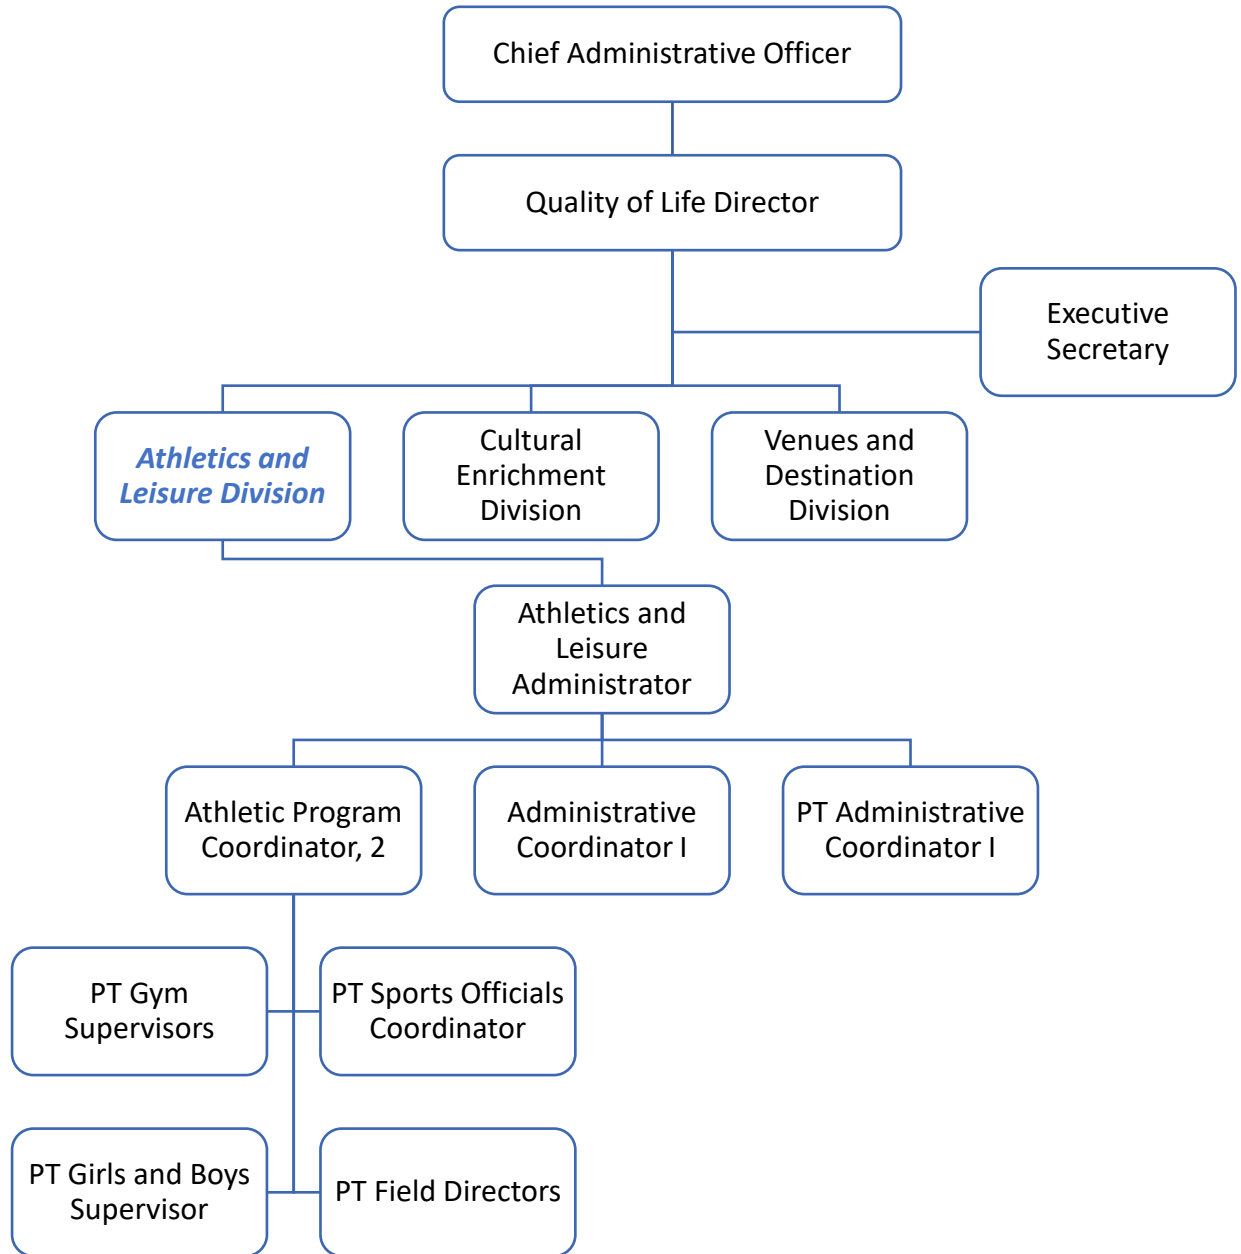 Chief Administrative Officer
Quality of Life Director
Executive
Secretary
Athletics and
Leisure Division
Cultural
Enrichment
Division
Venues and
Destination
Division
Athletics and
Leisure
Administrator
Athletic Program
Coordinator, 2
Administrative
Coordinator I
PT Administrative
Coordinator I
PT Gym
Supervisors
PT Sports Officials
Coordinator
PT Girls and Boys
Supervisor
PT Field Directors